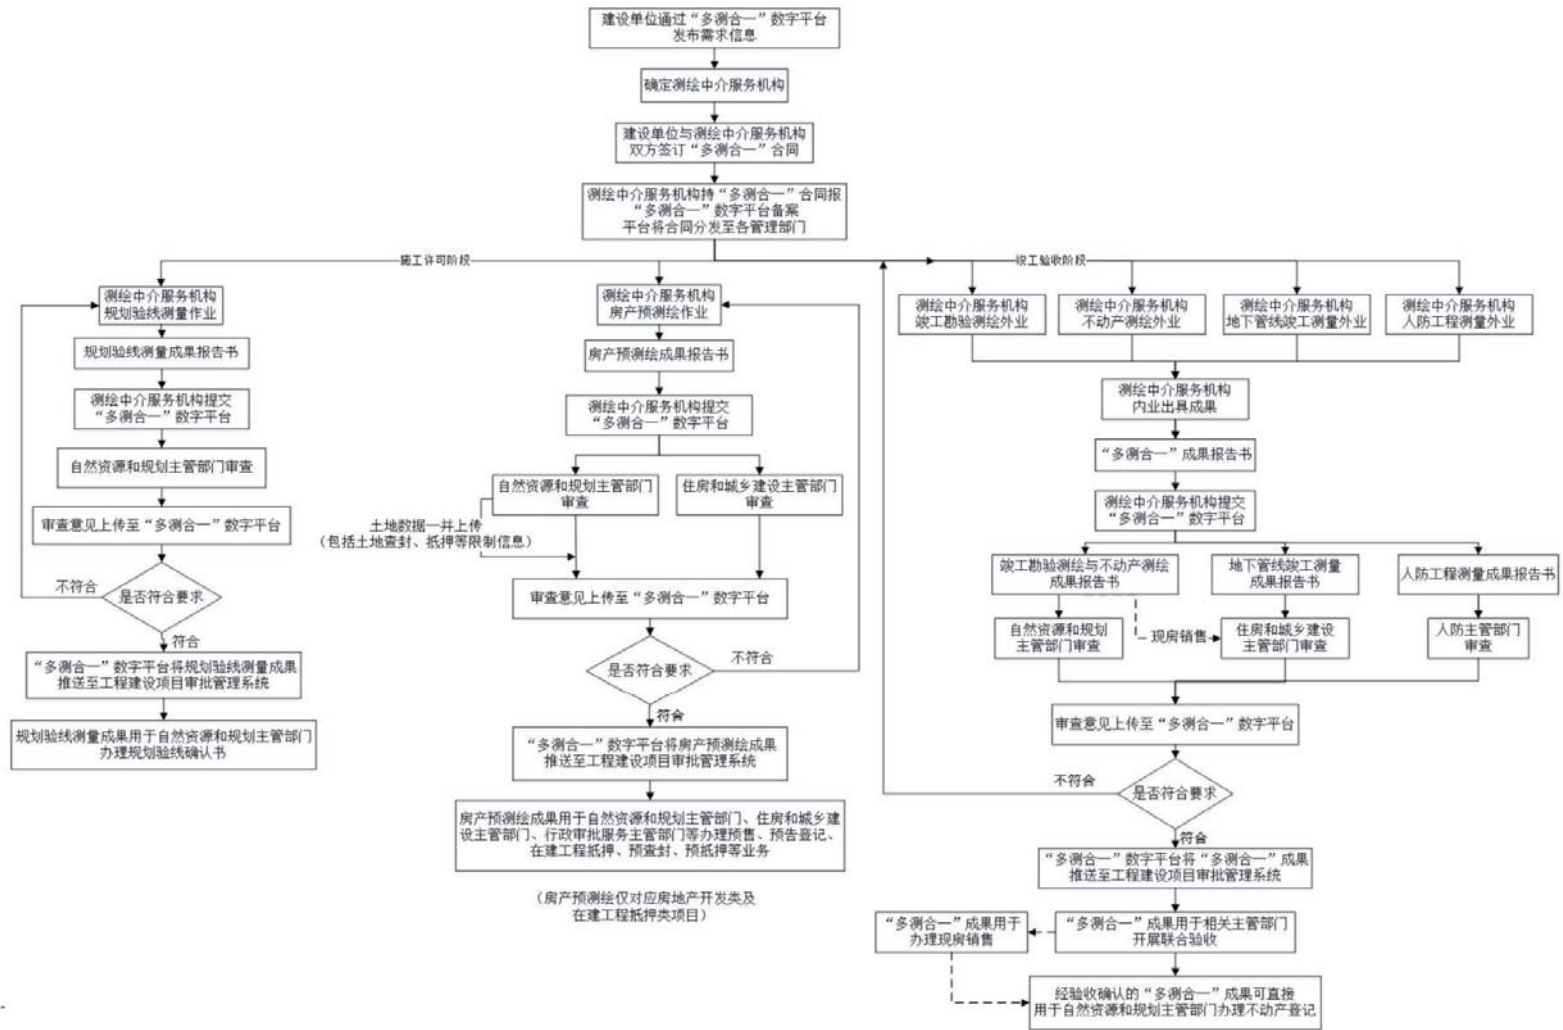 建设单位通过“多测合一”数字平台
发布需求信息
确定测绘中介服务机构
建设单位与测绘中介服务机构
双方签订“多测合一”合同
测绘中介服务机构持“多测合一”合同报
“多测合一”数字平台备案
平台将合同分发至各管理部门
施工许可阶段
竣工验收阶段
测绘中介服务机构
规划验线测量作业
规划验线测量成果报告书
测绘中介服务机构提交
“多测合一”数字平台
自然资源和规划主管部门审查
审查意见上传至“多测合一”数字平台
不符合
是否符合要求
符合
“多测合一”数字平台将规划验线测量成果
推送至工程建设项目审批管理系统
规划验线测量成果用于自然资源和规划主管部门
办理规划验线确认书
测绘中介服务机构
房产预测绘作业
房产预测绘成果报告书
测绘中介服务机构提交
“多测合一”数字平台
自然资源和规划主管部门
审查
住房和城乡建设主管部门
审查
土地数据一并上传
（包括土地查封、抵押等限制信息）
审查意见上传至“多测合一”数字平台
是否符合要求
不符合
符合
“多测合一”数字平台将房产预测绘成果
推送至工程建设项目审批管理系统
房产预测绘成果用于自然资源和规划主管部门、住房和城乡建
设主管部门、行政审批服务主管部门等办理预售、预告登记、
在建工程抵押、预查封、预抵押等业务
（房产预测绘仅对应房地产开发类及
在建工程抵押类项目）
测绘中介服务机构
竣工勘验测绘外业
测绘中介服务机构
不动产测绘外业
测绘中介服务机构
地下管线竣工测量外业
测绘中介服务机构
人防工程测量外业
测绘中介服务机构
内业出具成果
“多测合一”成果报告书
测绘中介服务机构提交
“多测合一”数字平台
竣工勘验测绘与不动产测绘
成果报告书
地下管线竣工测量
成果报告书
人防工程测量成果报告书
自然资源和规划
主管部门审查
现房销售
住房和城乡建设
主管部门审查
人防主管部门
审查
审查意见上传至“多测合一”数字平台
不符合
是否符合要求
符合
“多测合一”数字平台将“多测合一”成果
推送至工程建设项目审批管理系统
“多测合一”成果用于
办理现房销售
“多测合一”成果用于相关主管部门
开展联合验收
经验收确认的“多测合一”成果可直接
用于自然资源和规划主管部门办理不动产登记